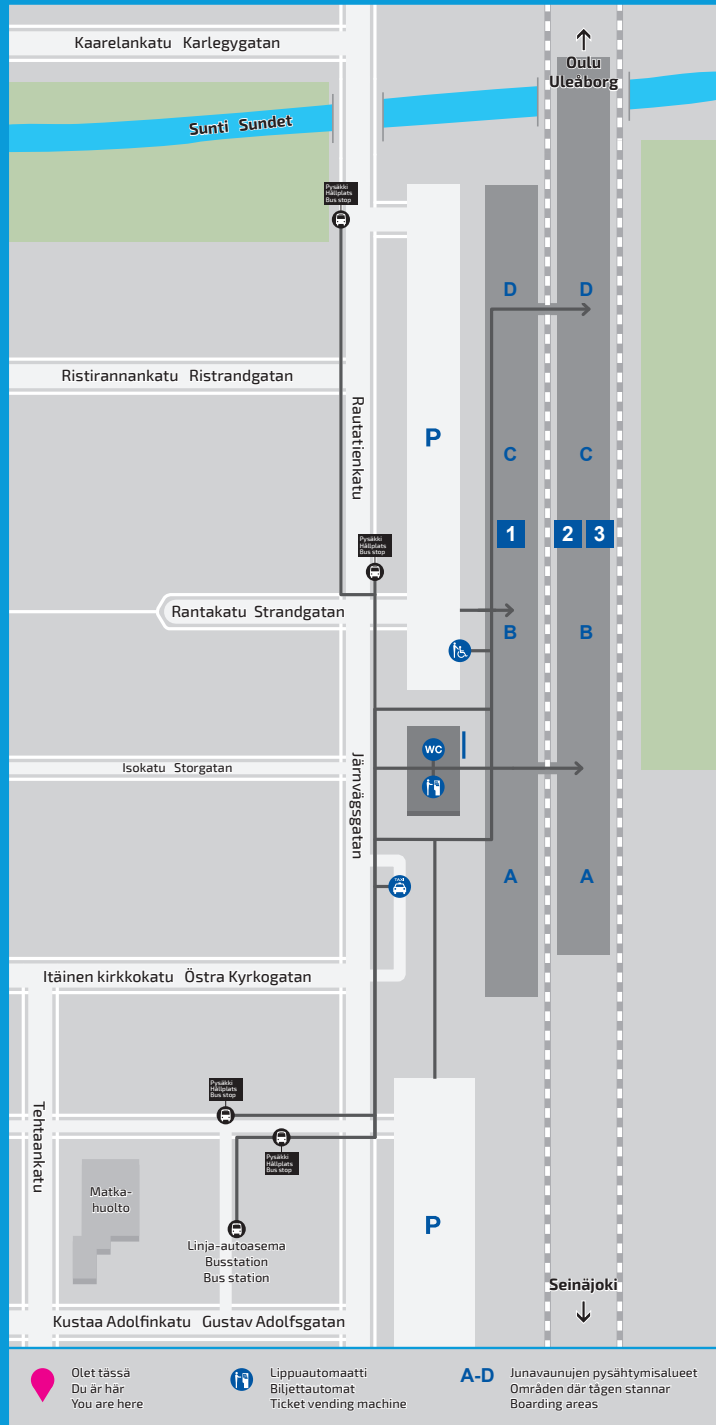 Kaarelankatu Karlegygatan
Oulu
Uleåborg
Sunti Sundet
Pysäkki
Hållplats
Bus stop
D
D
Ristirannankatu Ristrandgatan
Rautatienkatu
P
C
C
1
2
3
Pysäkki
Hållplats
Bus stop
Rantakatu Strandgatan
B
B
WC
Isokatu Storgatan
Järnvägsgatan
TAXI
A
A
Itäinen kirkkokatu Östra Kyrkogatan
Pysäkki
Hållplats
Bus stop
Tehtaankatu
Pysäkki
Hållplats
Bus stop
Matka-
huolto
P
Linja-autoasema
Busstation
Bus station
Seinäjoki
Kustaa Adolfinkatu Gustav Adolfsgatan
Olet tässä
Du är här
You are here
Lippuautomaatti
Biljettautomat
Ticket vending machine
A-D
Junavaunujen pysähtymisalueet
Områden där tågen stannar
Boarding areas